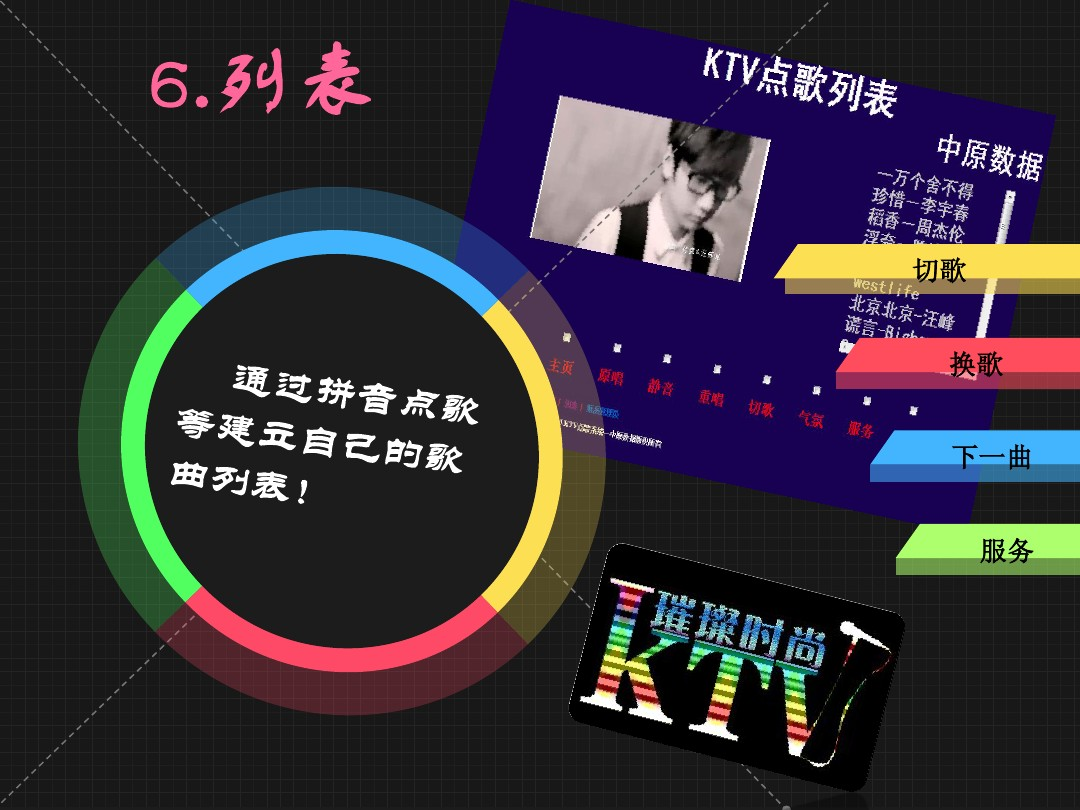 6.列表
KTV点歌列表
中原数据
一万个舍不得
珍惜－李宇春
稻香－周杰伦
切歌
westlife
北京北京-汪峰
换歌
主页 原唱 静音 重唱 切歌 气氛 服务
下一曲
服务
通过拼音点歌
等建立自己的歌
曲列表！
璀璨时尚
KTV